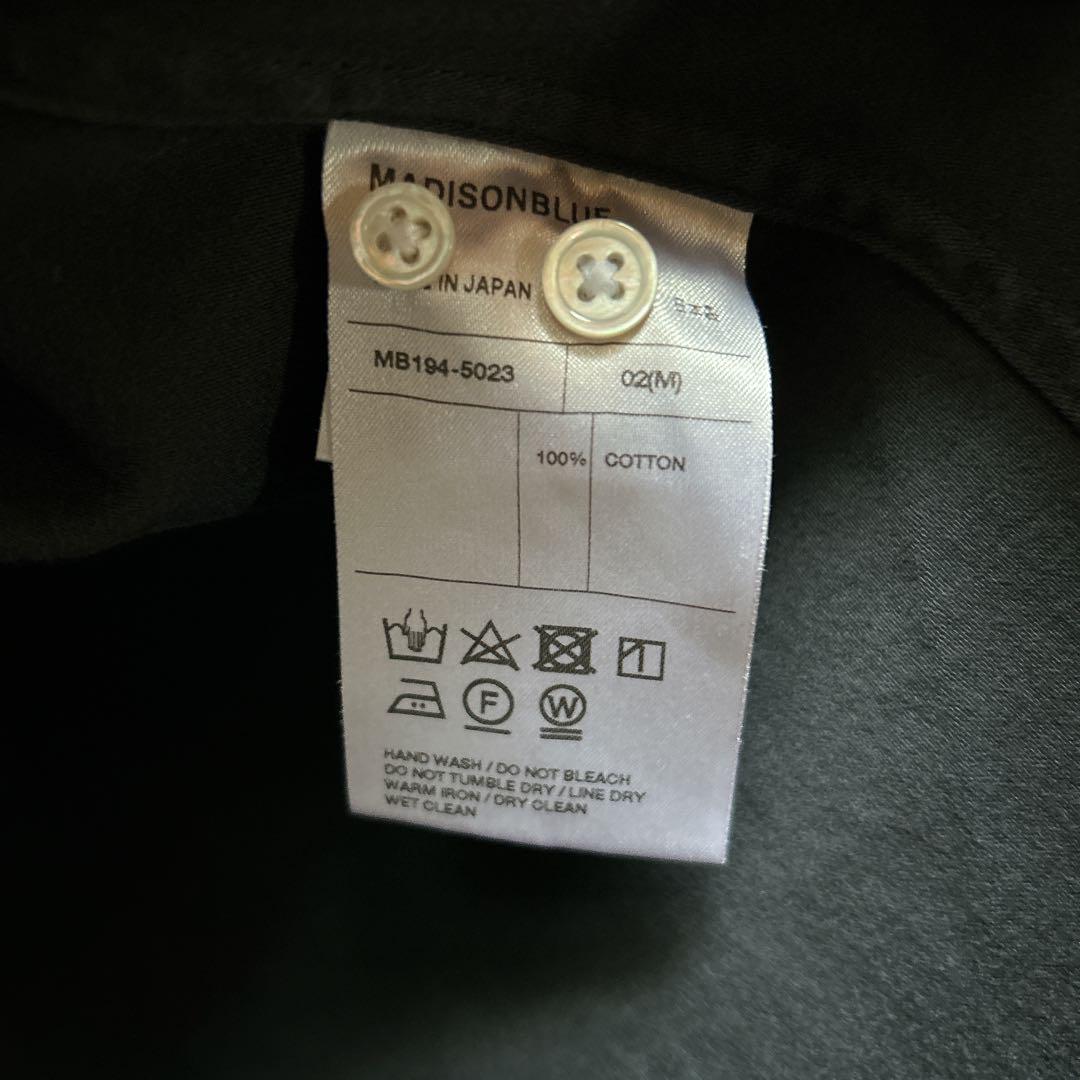 MADISONBLUE
IN JAPAN
MB194-5023 02(M)
100% COTTON
F W
HAND WASH / DO NOT BLEACH
DO NOT TUMBLE DRY / LINE DRY
WARM IRON / DRY CLEAN
WET CLEAN